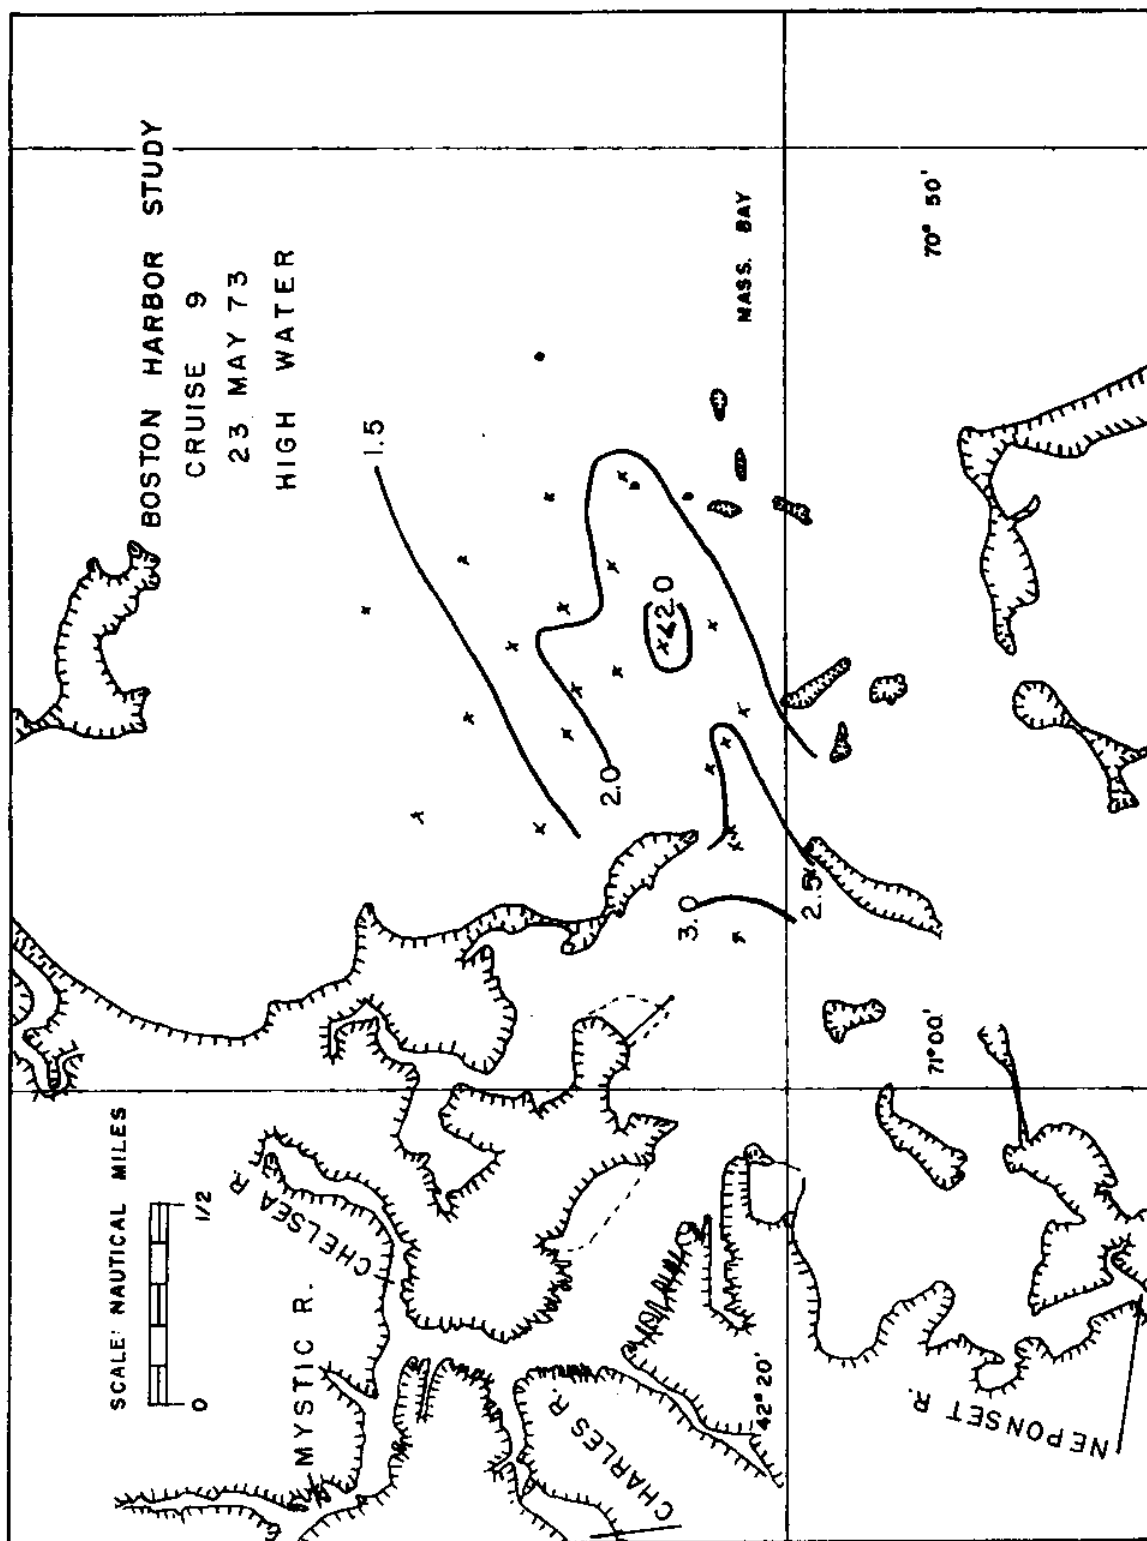 BOSTON HARBOR STUDY
CRUISE 9
23 MAY 73
HIGH WATER
SCALE: NAUTICAL MILES
0
1/2
MYSTIC R.
CHELSEA R.
CHARLES R.
NEPONSET R.
MASS. BAY
1.5
2.0
<2.0
2.5
3.0
42° 20'
71° 00'
70° 50'